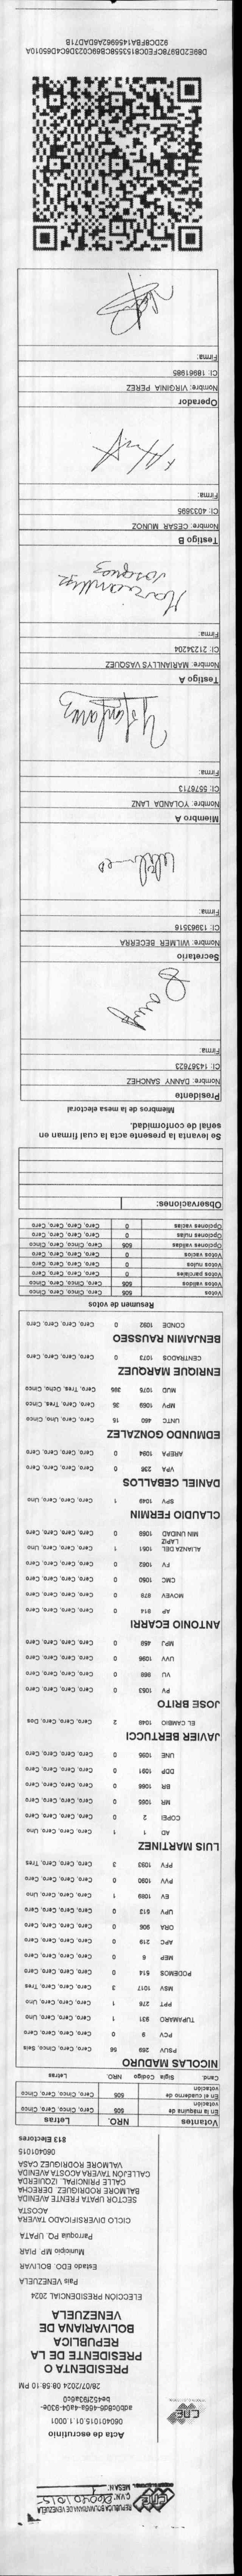 CNE
REPUBLICA BOLIVARIANA DE VENEZUELA
C.V.N° 060401015
MESA N: 1
CNE
Acta de escrutinio
060401015.01.1.0001
adb0c8d6-466a-4a04-930e-
be452f93a6c0
28/07/2024 08:58:10 PM
PRESIDENTA O
PRESIDENTE DE LA
REPUBLICA
BOLIVARIANA DE
VENEZUELA
ELECCIÓN PRESIDENCIAL 2024
Pais VENEZUELA
Estado EDO. BOLIVAR
Municipio MP. PIAR
Parroquia PQ. UPATA
CICLO DIVERSIFICADO TAVERA
ACOSTA
SECTOR UPATA FRENTE AVENIDA
BALMORE RODRIGUEZ. DERECHA
CALLE PRINCIPAL. IZQUIERDA
CALLEJÓN TAVERA ACOSTA AVENIDA
VALMORE RODRIGUEZ CASA
060401015
813 Electores
Votantes NRO. Letras
En la máquina de votación 505 Cero, Cinco, Cero, Cinco
En el cuaderno de votación 505 Cero, Cinco, Cero, Cinco
Cand. Sigla Código NRO. Letras
NICOLAS MADURO
PSUV 269 56 Cero, Cero, Cinco, Seis
PCV 9 0 Cero, Cero, Cero, Cero
TUPAMARO 931 1 Cero, Cero, Cero, Uno
PPT 276 1 Cero, Cero, Cero, Uno
MSV 1017 3 Cero, Cero, Cero, Tres
PODEMOS 514 0 Cero, Cero, Cero, Cero
MEP 6 0 Cero, Cero, Cero, Cero
APC 219 0 Cero, Cero, Cero, Cero
ORA 906 0 Cero, Cero, Cero, Cero
UPV 513 0 Cero, Cero, Cero, Cero
EV 1089 1 Cero, Cero, Cero, Uno
PVV 1090 0 Cero, Cero, Cero, Cero
PFV 1093 3 Cero, Cero, Cero, Tres
LUIS MARTINEZ
AD 1 1 Cero, Cero, Cero, Uno
COPEI 2 0 Cero, Cero, Cero, Cero
MR 1065 0 Cero, Cero, Cero, Cero
BR 1066 0 Cero, Cero, Cero, Cero
DDP 1091 0 Cero, Cero, Cero, Cero
UNE 1095 0 Cero, Cero, Cero, Cero
JAVIER BERTUCCI
EL CAMBIO 1046 2 Cero, Cero, Cero, Dos
JOSE BRITO
PV 1053 0 Cero, Cero, Cero, Cero
VU 968 0 Cero, Cero, Cero, Cero
UVV 1096 0 Cero, Cero, Cero, Cero
MPJ 459 0 Cero, Cero, Cero, Cero
ANTONIO ECARRI
AP 914 0 Cero, Cero, Cero, Cero
MOVEV 978 0 Cero, Cero, Cero, Cero
CMC 1050 0 Cero, Cero, Cero, Cero
FV 1062 0 Cero, Cero, Cero, Cero
ALIANZA DEL LAPIZ 1051 1 Cero, Cero, Cero, Uno
MIN UNIDAD 1058 0 Cero, Cero, Cero, Cero
CLAUDIO FERMIN
SPV 1049 1 Cero, Cero, Cero, Uno
DANIEL CEBALLOS
VPA 236 0 Cero, Cero, Cero, Cero
AREPA 1094 0 Cero, Cero, Cero, Cero
EDMUNDO GONZALEZ
UNTC 460 15 Cero, Cero, Uno, Cinco
MPV 1069 35 Cero, Cero, Tres, Cinco
MUD 1075 385 Cero, Tres, Ocho, Cinco
ENRIQUE MARQUEZ
CENTRADOS 1073 0 Cero, Cero, Cero, Cero
BENJAMIN RAUSSEO
CONDE 1092 0 Cero, Cero, Cero, Cero
Resumen de votos
Votos 505 Cero, Cinco, Cero, Cinco
Votos validos 505 Cero, Cinco, Cero, Cinco
Votos parciales 0 Cero, Cero, Cero, Cero
Votos nulos 0 Cero, Cero, Cero, Cero
Votos vacios 0 Cero, Cero, Cero, Cero
Opciones validas 505 Cero, Cinco, Cero, Cinco
Opciones nulas 0 Cero, Cero, Cero, Cero
Opciones vacias 0 Cero, Cero, Cero, Cero
Observaciones:
Se levanta la presente acta la cual firman en
señal de conformidad.
Miembros de la mesa electoral
Presidente
Nombre: DANNY SANCHEZ
CI: 14367623
Firma:
Secretario
Nombre: WILMER BECERRA
CI: 13963516
Firma:
Miembro A
Nombre: YOLANDA LANZ
CI: 5576713
Firma:
Testigo A
Nombre: MARIANLLYS VASQUEZ
CI: 21234204
Firma:
Marianllys
Vasquez
Testigo B
Nombre: CESAR MUÑOZ
CI: 4033695
Firma:
Operador
Nombre: VIRGINIA PEREZ
CI: 18961985
Firma:
D89E2DB978CFE0C8153558CB69C023D6C4D65010A
92DC8FBA1456962A6DAD71B